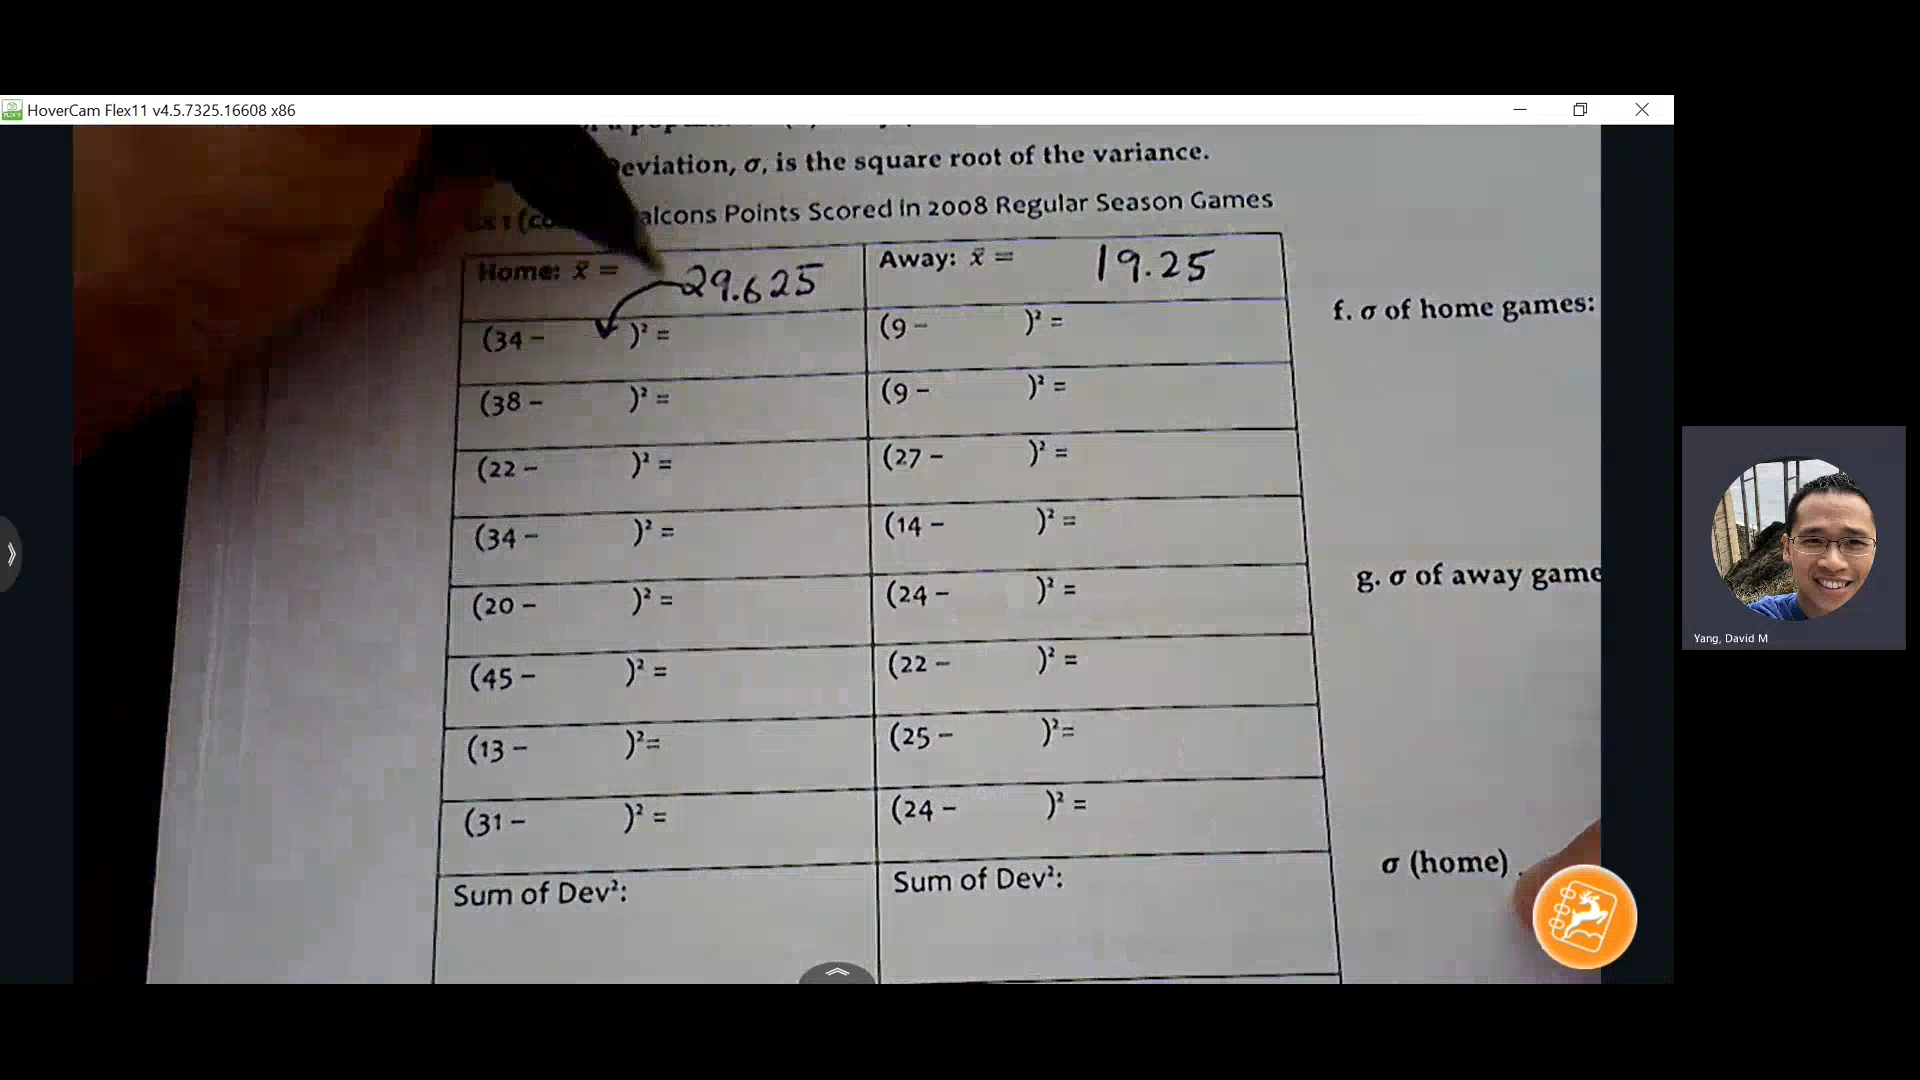 HoverCam Flex11 v4.5.7325.16608 x86
eviation, σ, is the square root of the variance.
alcons Points Scored in 2008 Regular Season Games
Home: x̄ = 29.625
Away: x̄ = 19.25
(34 – )² =
(9 – )² =
(38 – )² =
(9 – )² =
(22 – )² =
(27 – )² =
(34 – )² =
(14 – )² =
(20 – )² =
(24 – )² =
(45 – )² =
(22 – )² =
(13 – )²=
(25 – )²=
(31 – )² =
(24 – )² =
Sum of Dev²:
Sum of Dev²:
f. σ of home games:
g. σ of away game
σ (home)
Yang, David M